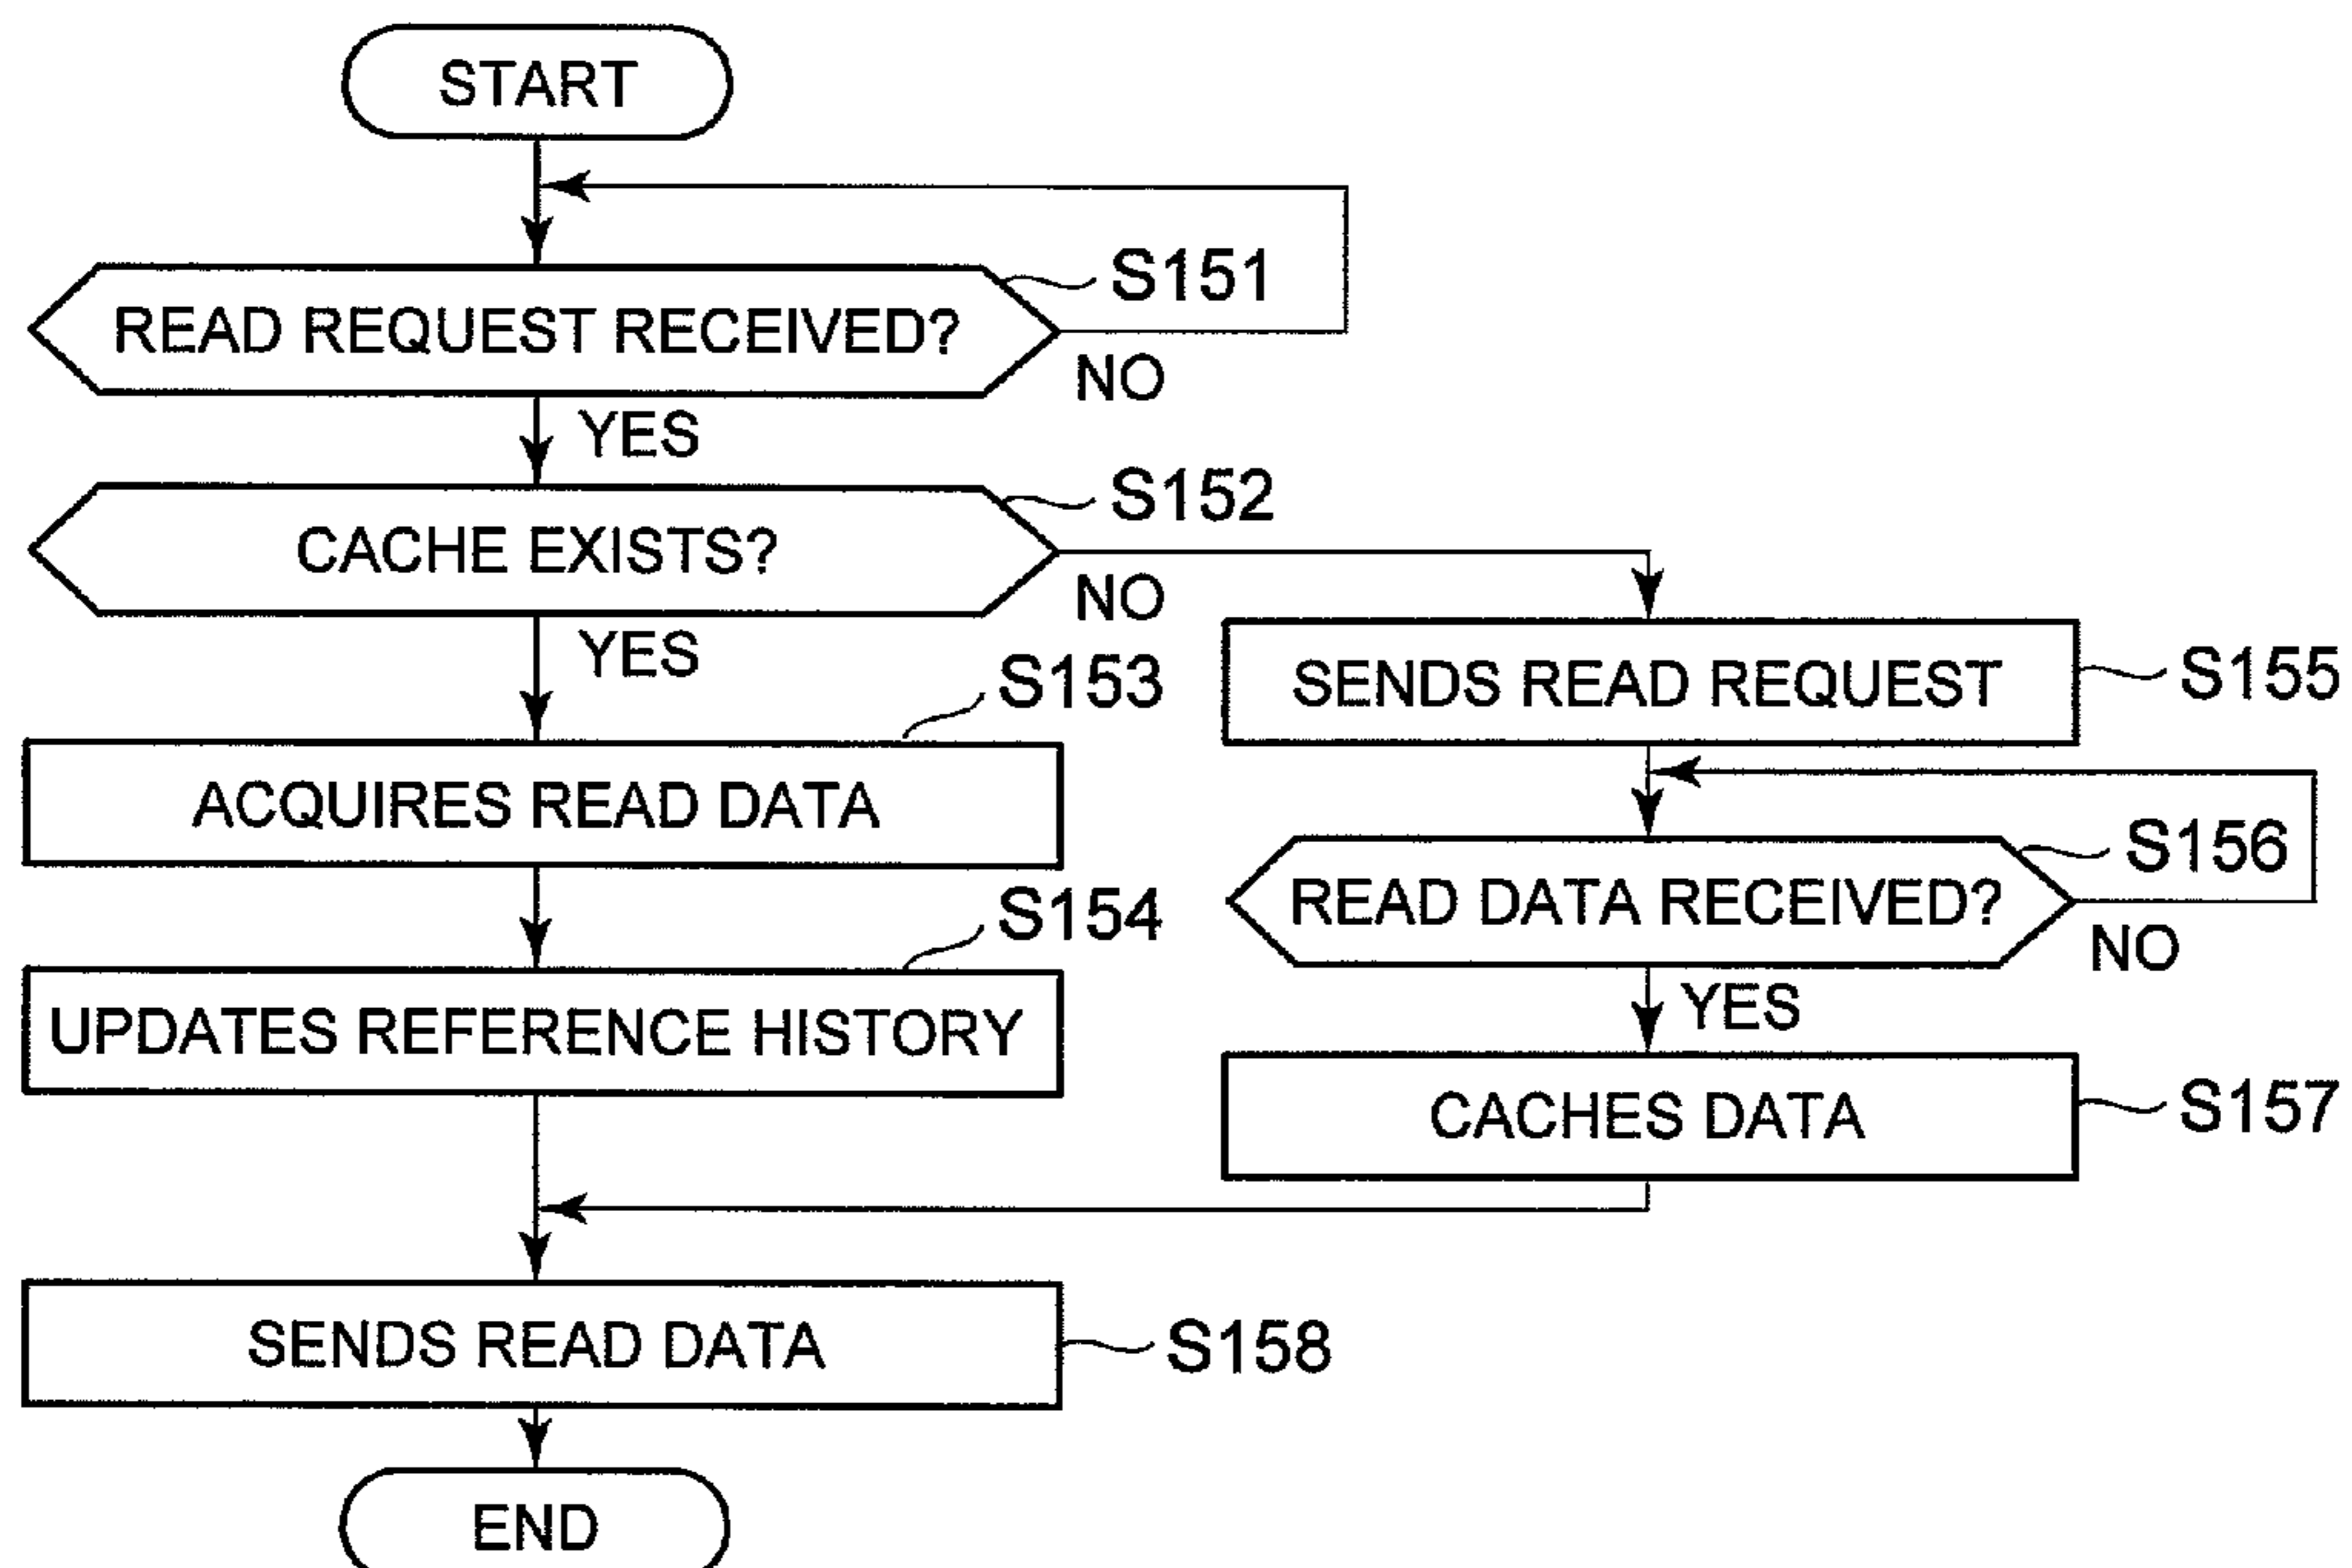 START
S151
READ REQUEST RECEIVED?
NO
YES
S152
CACHE EXISTS?
NO
YES
S153
SENDS READ REQUEST
S155
ACQUIRES READ DATA
S156
READ DATA RECEIVED?
NO
YES
S154
UPDATES REFERENCE HISTORY
CACHES DATA
S157
SENDS READ DATA
S158
END